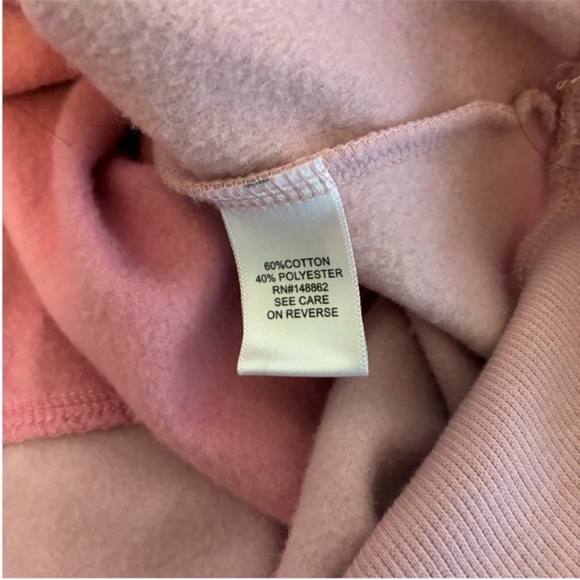 60%COTTON
40% POLYESTER
RN#148862
SEE CARE
ON REVERSE